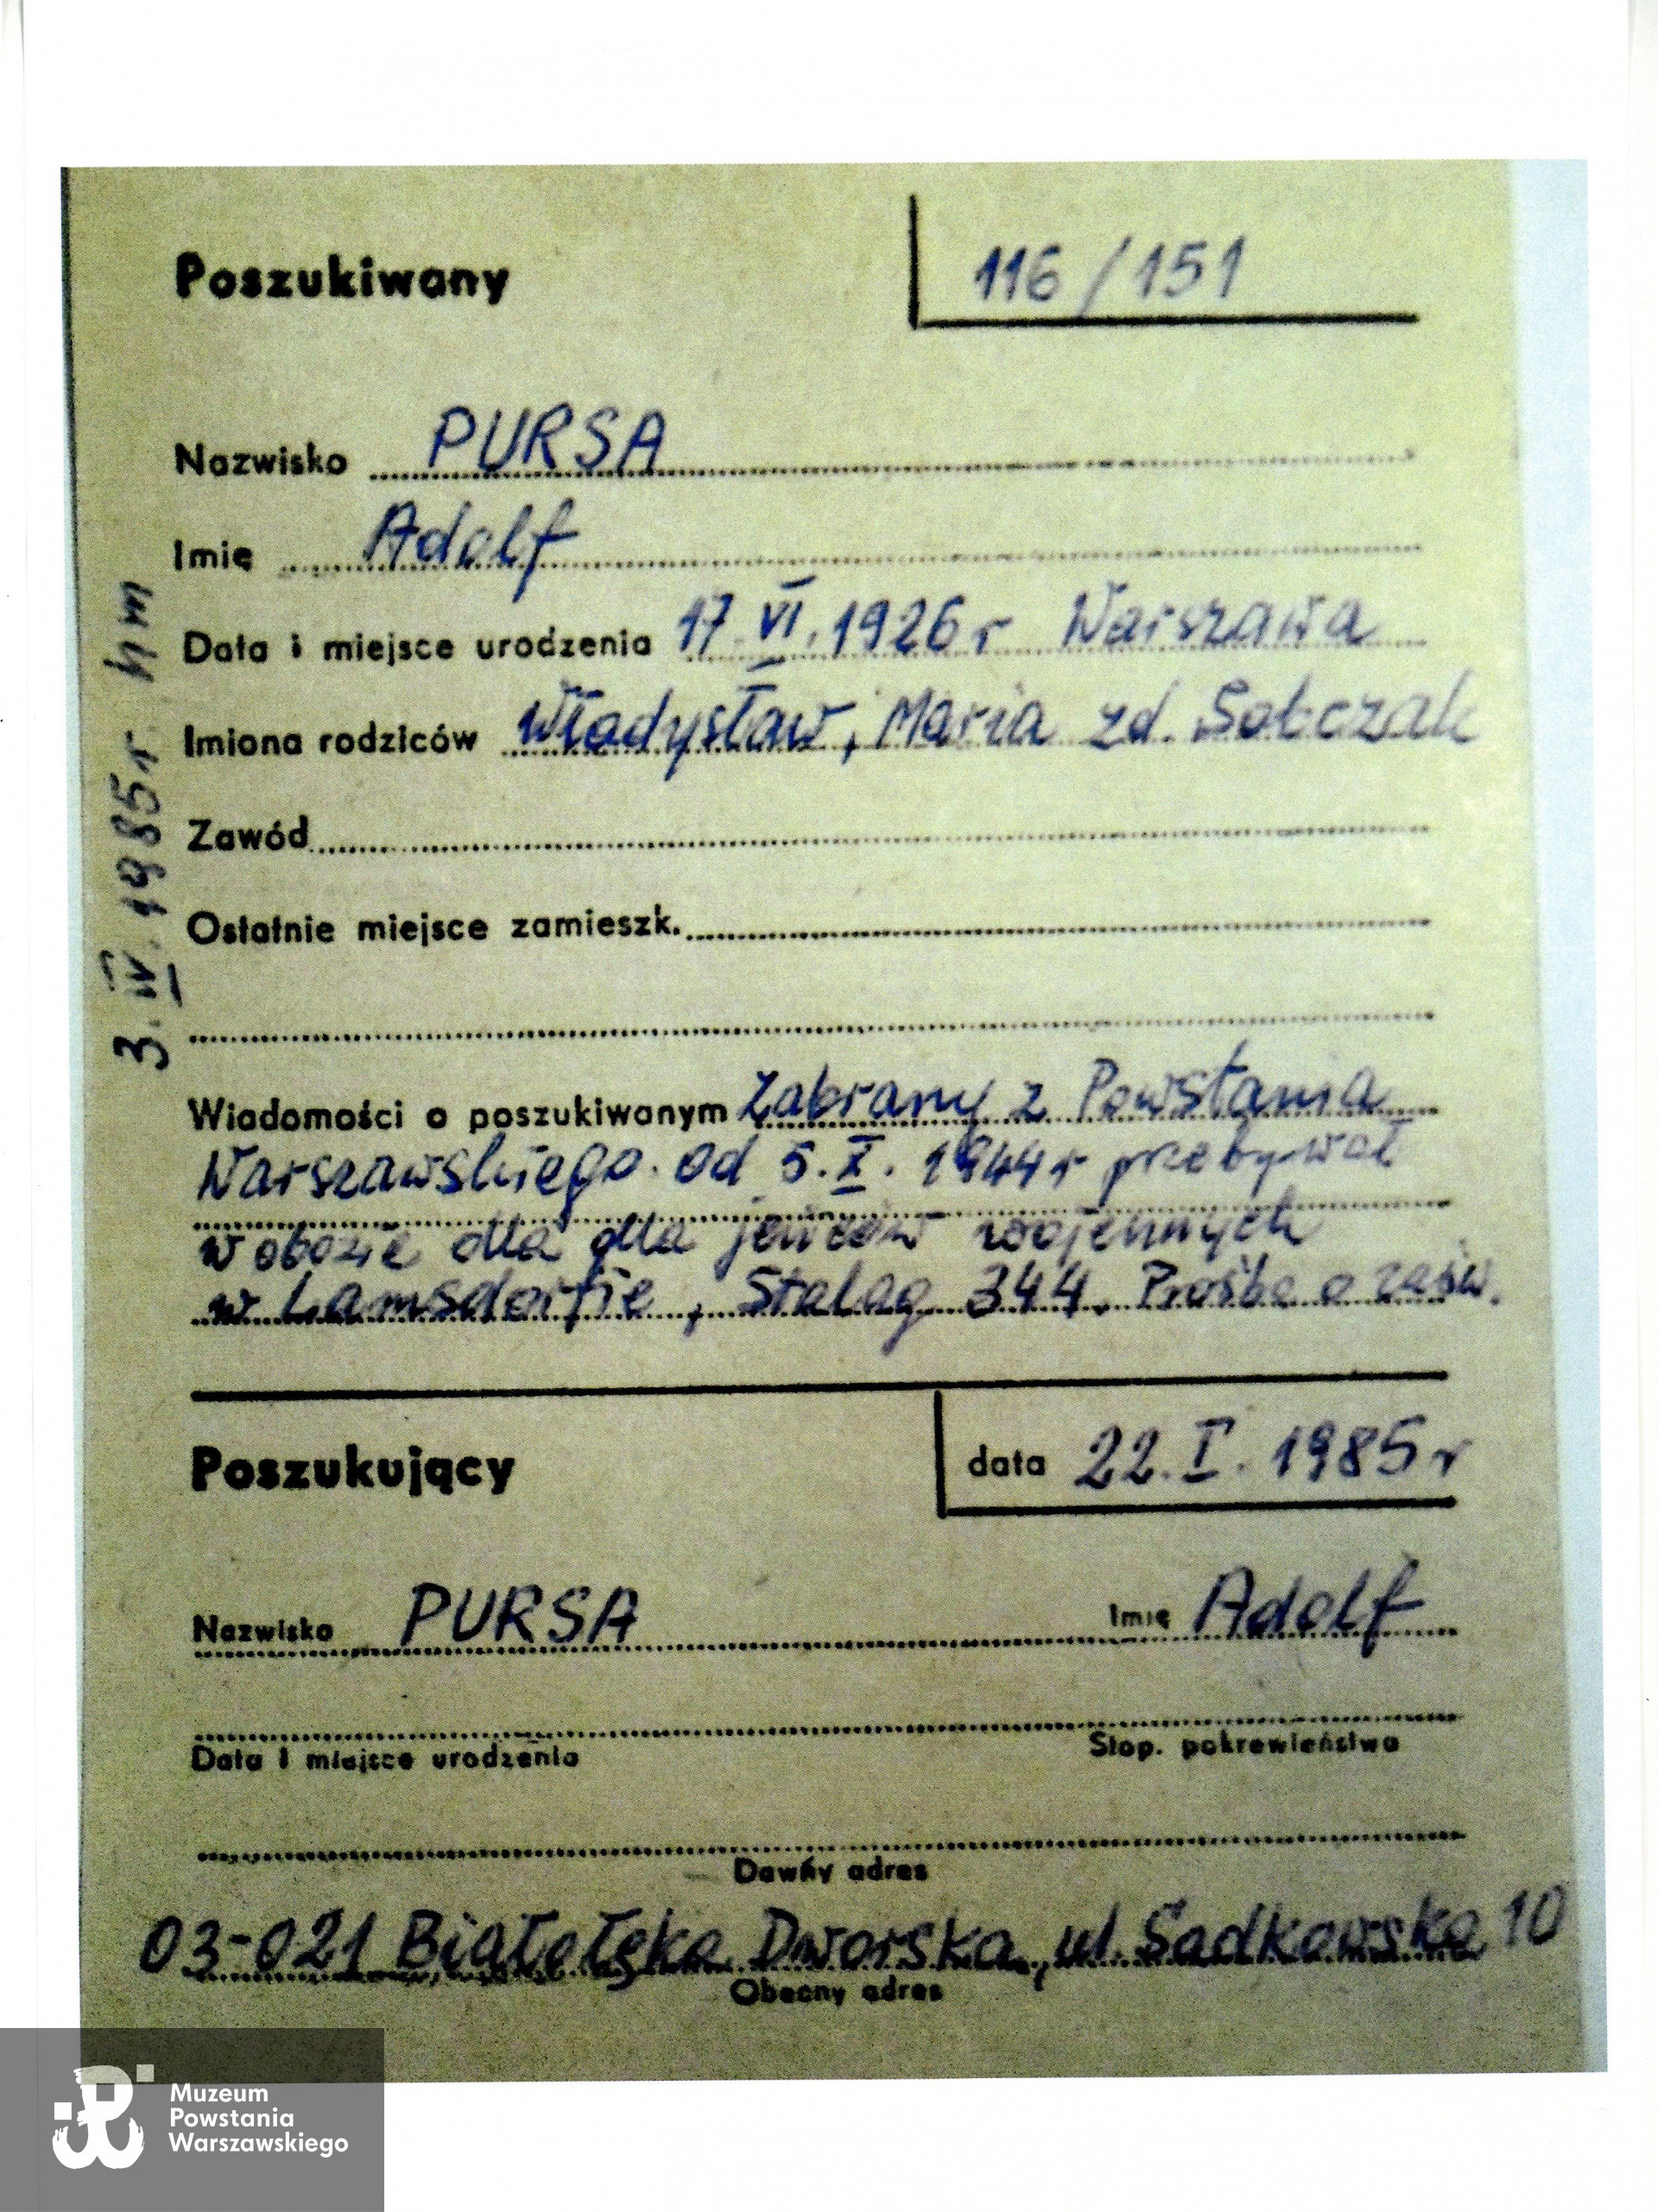 Poszukiwany
116/151
Nazwisko PURSA
Imię Adolf
Data i miejsce urodzenia 17.VI.1926r Warszawa
Imiona rodziców Władysław, Maria zd. Sobczak
Zawód
Ostatnie miejsce zamieszk.
Wiadomości o poszukiwanym Zabrany z Powstania
Warszawskiego. Od 5.X.1944r przebywał
w obozie dla dla jeńców wojennych
w Lamsdorfie, Stalag 344. Prośba o zaśw.
3.IV.1985r
Poszukujący
data 22.I.1985r
Nazwisko PURSA Imię Adolf
Data i miejsce urodzenia Stop. pokrewieństwa
Dawny adres
03-021 Białołęka Dworska, ul. Sadkowska 10
Obecny adres
Muzeum
Powstania
Warszawskiego